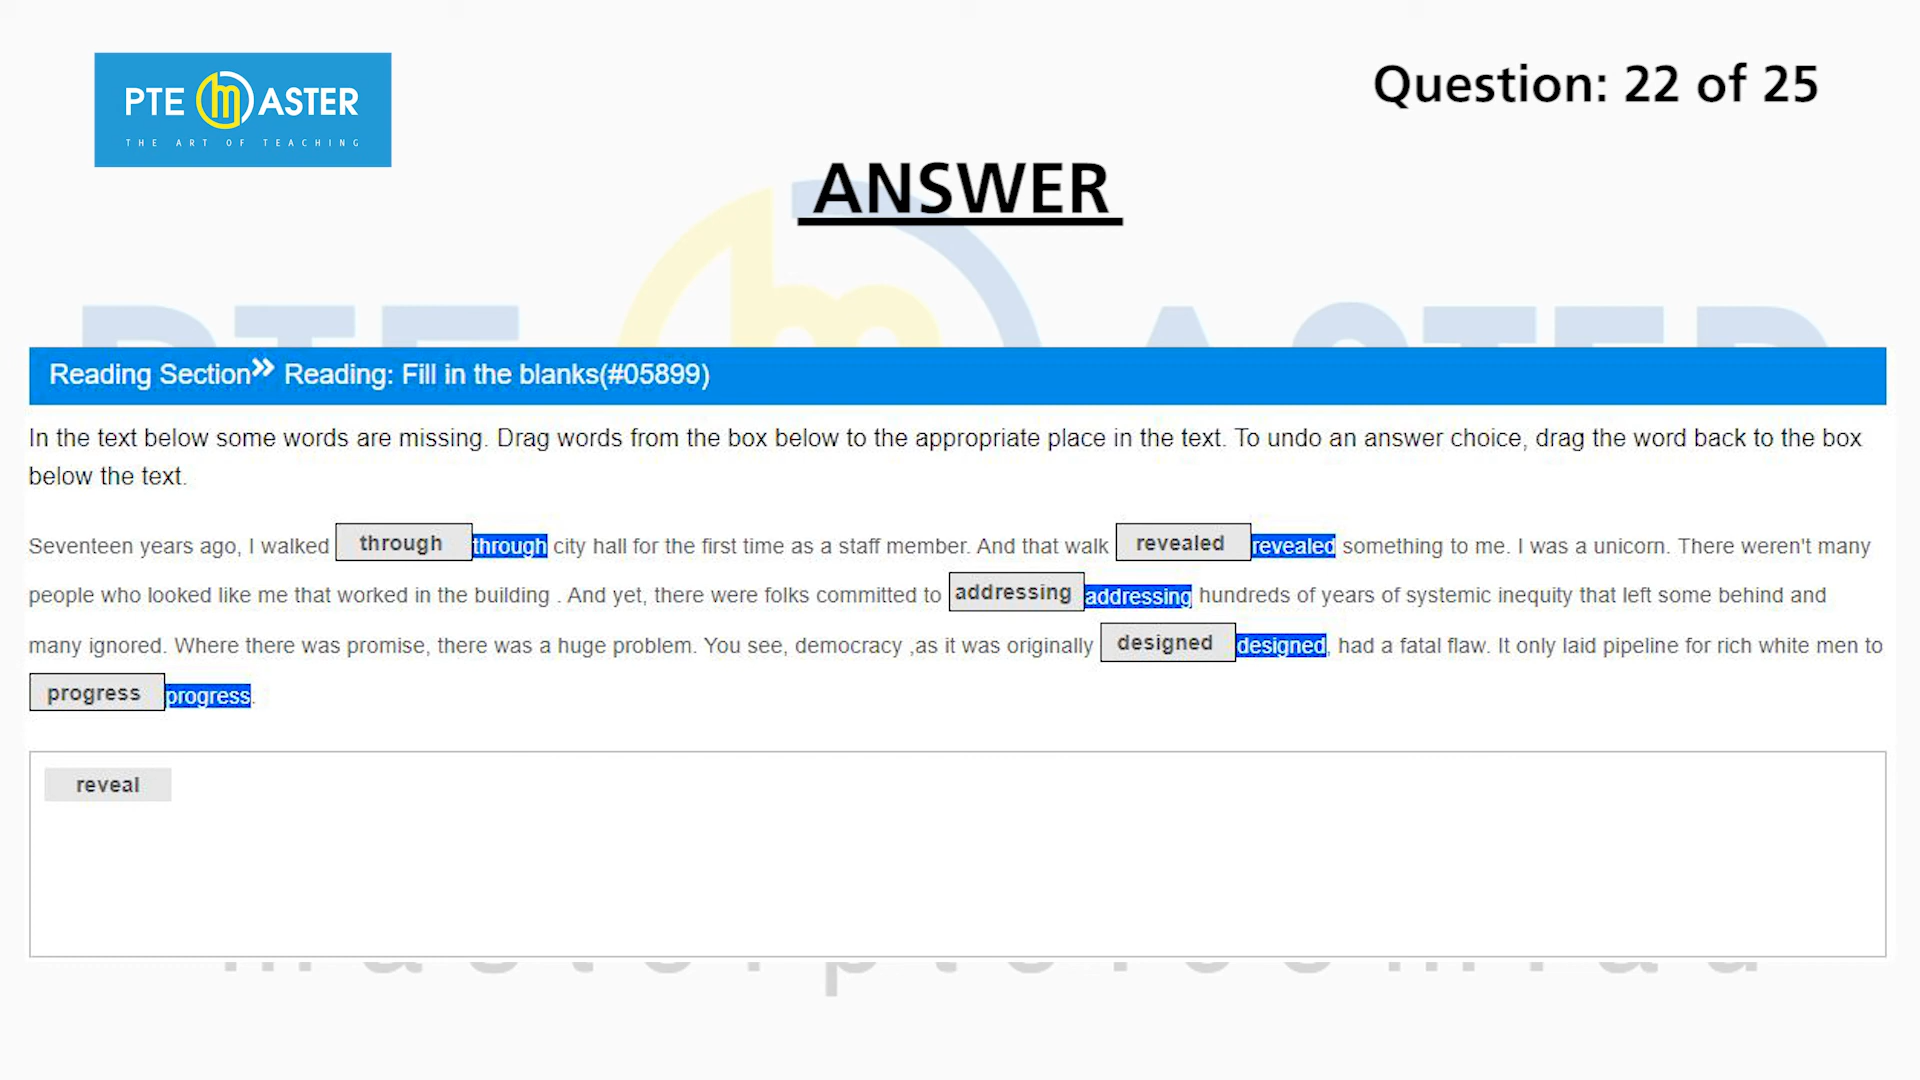 PTE MASTER
THE ART OF TEACHING
Question: 22 of 25
ANSWER
Reading Section» Reading: Fill in the blanks(#05899)
In the text below some words are missing. Drag words from the box below to the appropriate place in the text. To undo an answer choice, drag the word back to the box
below the text.
Seventeen years ago, I walked through through city hall for the first time as a staff member. And that walk revealed revealed something to me. I was a unicorn. There weren't many
people who looked like me that worked in the building . And yet, there were folks committed to addressing addressing hundreds of years of systemic inequity that left some behind and
many ignored. Where there was promise, there was a huge problem. You see, democracy ,as it was originally designed designed, had a fatal flaw. It only laid pipeline for rich white men to
progress progress.
reveal